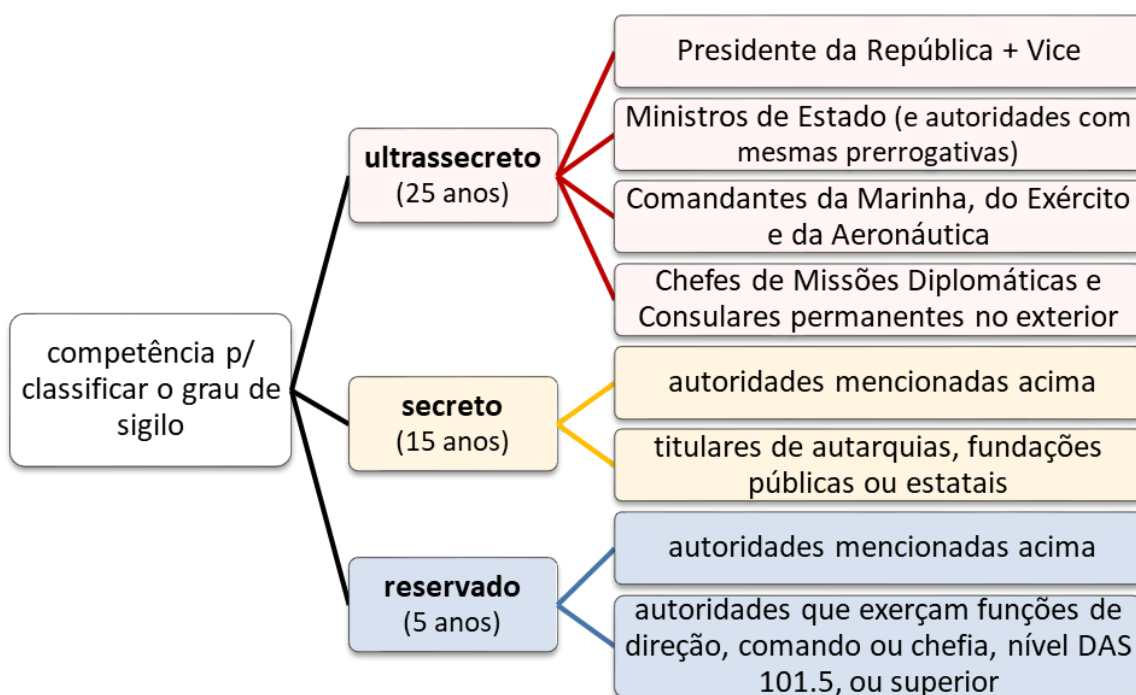 competência p/
classificar o grau de
sigilo
ultrassecreto
(25 anos)
Presidente da República + Vice
Ministros de Estado (e autoridades com
mesmas prerrogativas)
Comandantes da Marinha, do Exército
e da Aeronáutica
Chefes de Missões Diplomáticas e
Consulares permanentes no exterior
secreto
(15 anos)
autoridades mencionadas acima
titulares de autarquias, fundações
públicas ou estatais
reservado
(5 anos)
autoridades mencionadas acima
autoridades que exerçam funções de
direção, comando ou chefia, nível DAS
101.5, ou superior